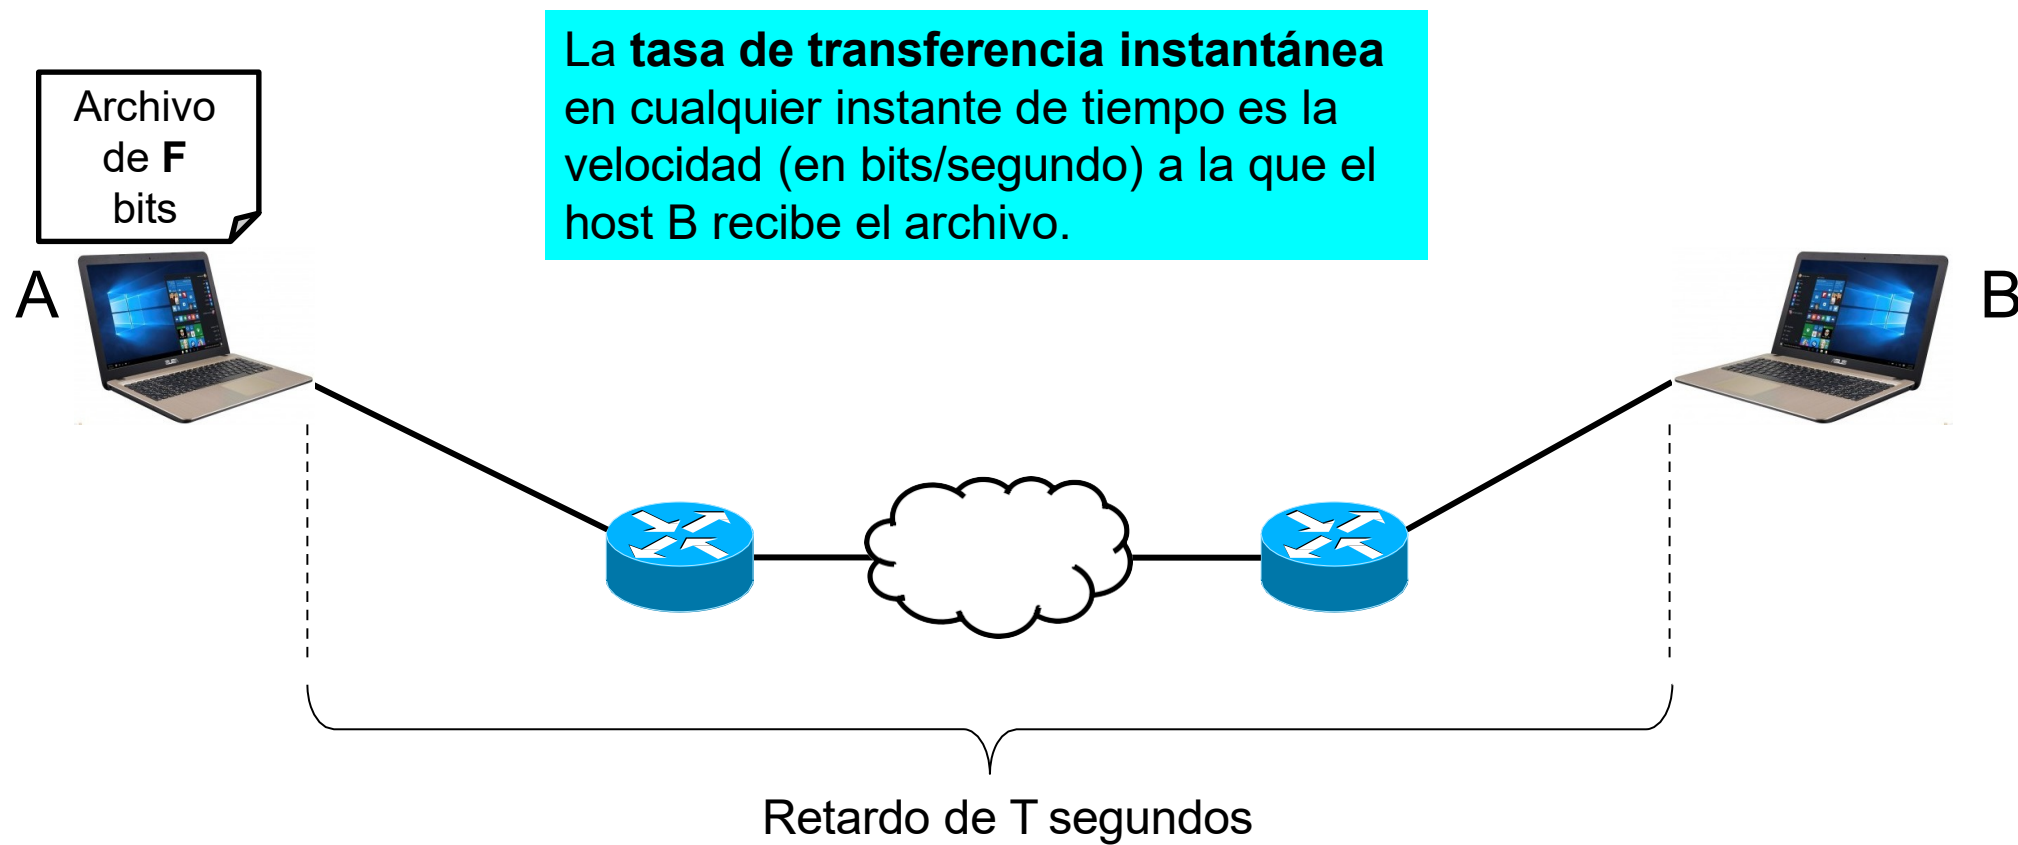 La tasa de transferencia instantánea
en cualquier instante de tiempo es la
velocidad (en bits/segundo) a la que el
host B recibe el archivo.
Archivo
de F
bits
A
B
Retardo de T segundos